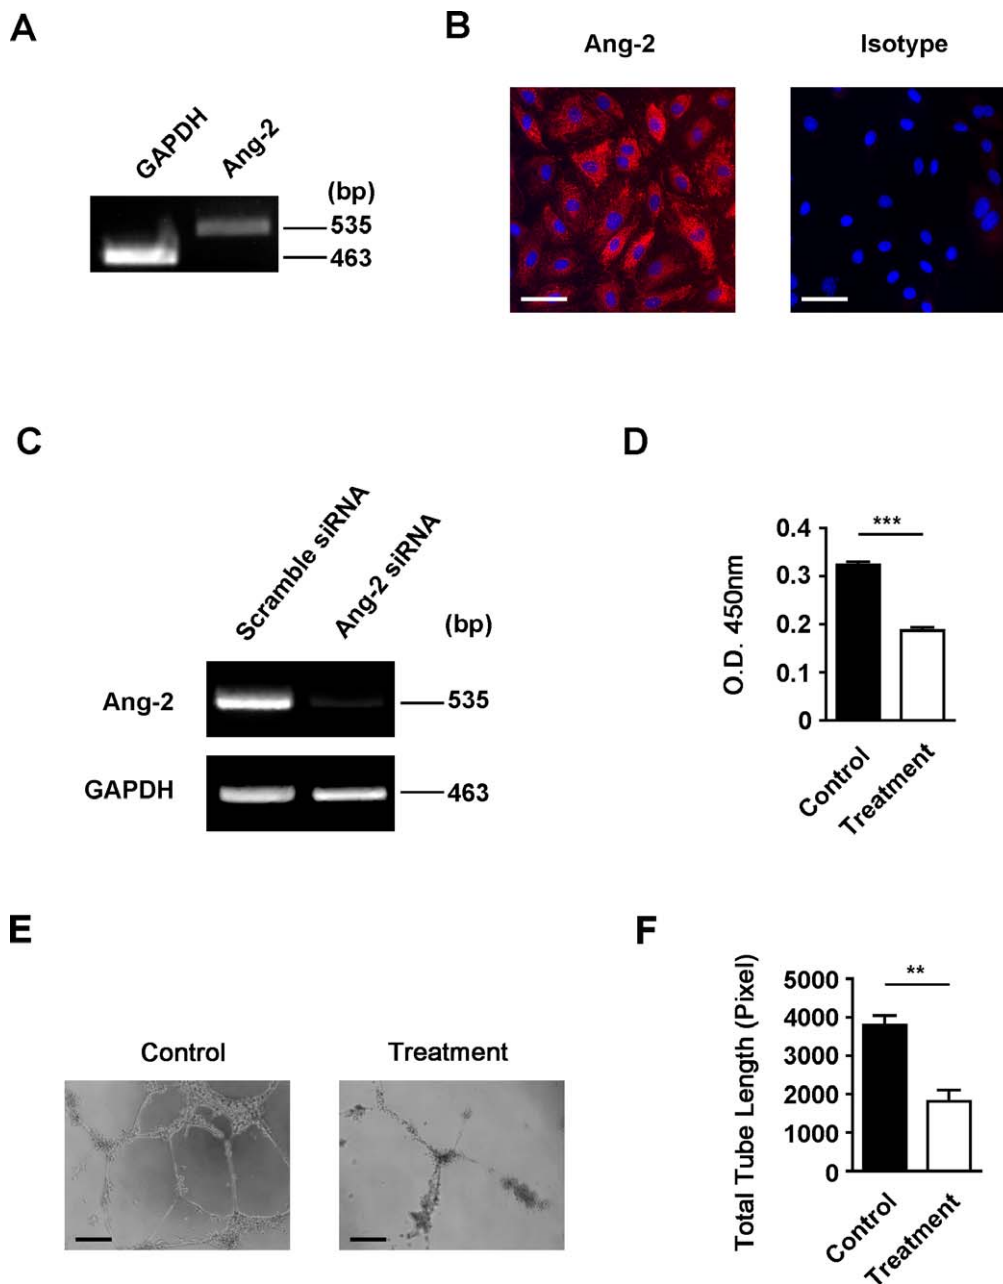 A
GAPDH
Ang-2
(bp)
535
463
B
Ang-2
Isotype
C
Scramble siRNA
Ang-2 siRNA
(bp)
Ang-2
535
GAPDH
463
D
O.D. 450nm
0.4
0.3
0.2
0.1
0
***
Control
Treatment
E
Control
Treatment
F
Total Tube Length (Pixel)
5000
4000
3000
2000
1000
0
**
Control
Treatment